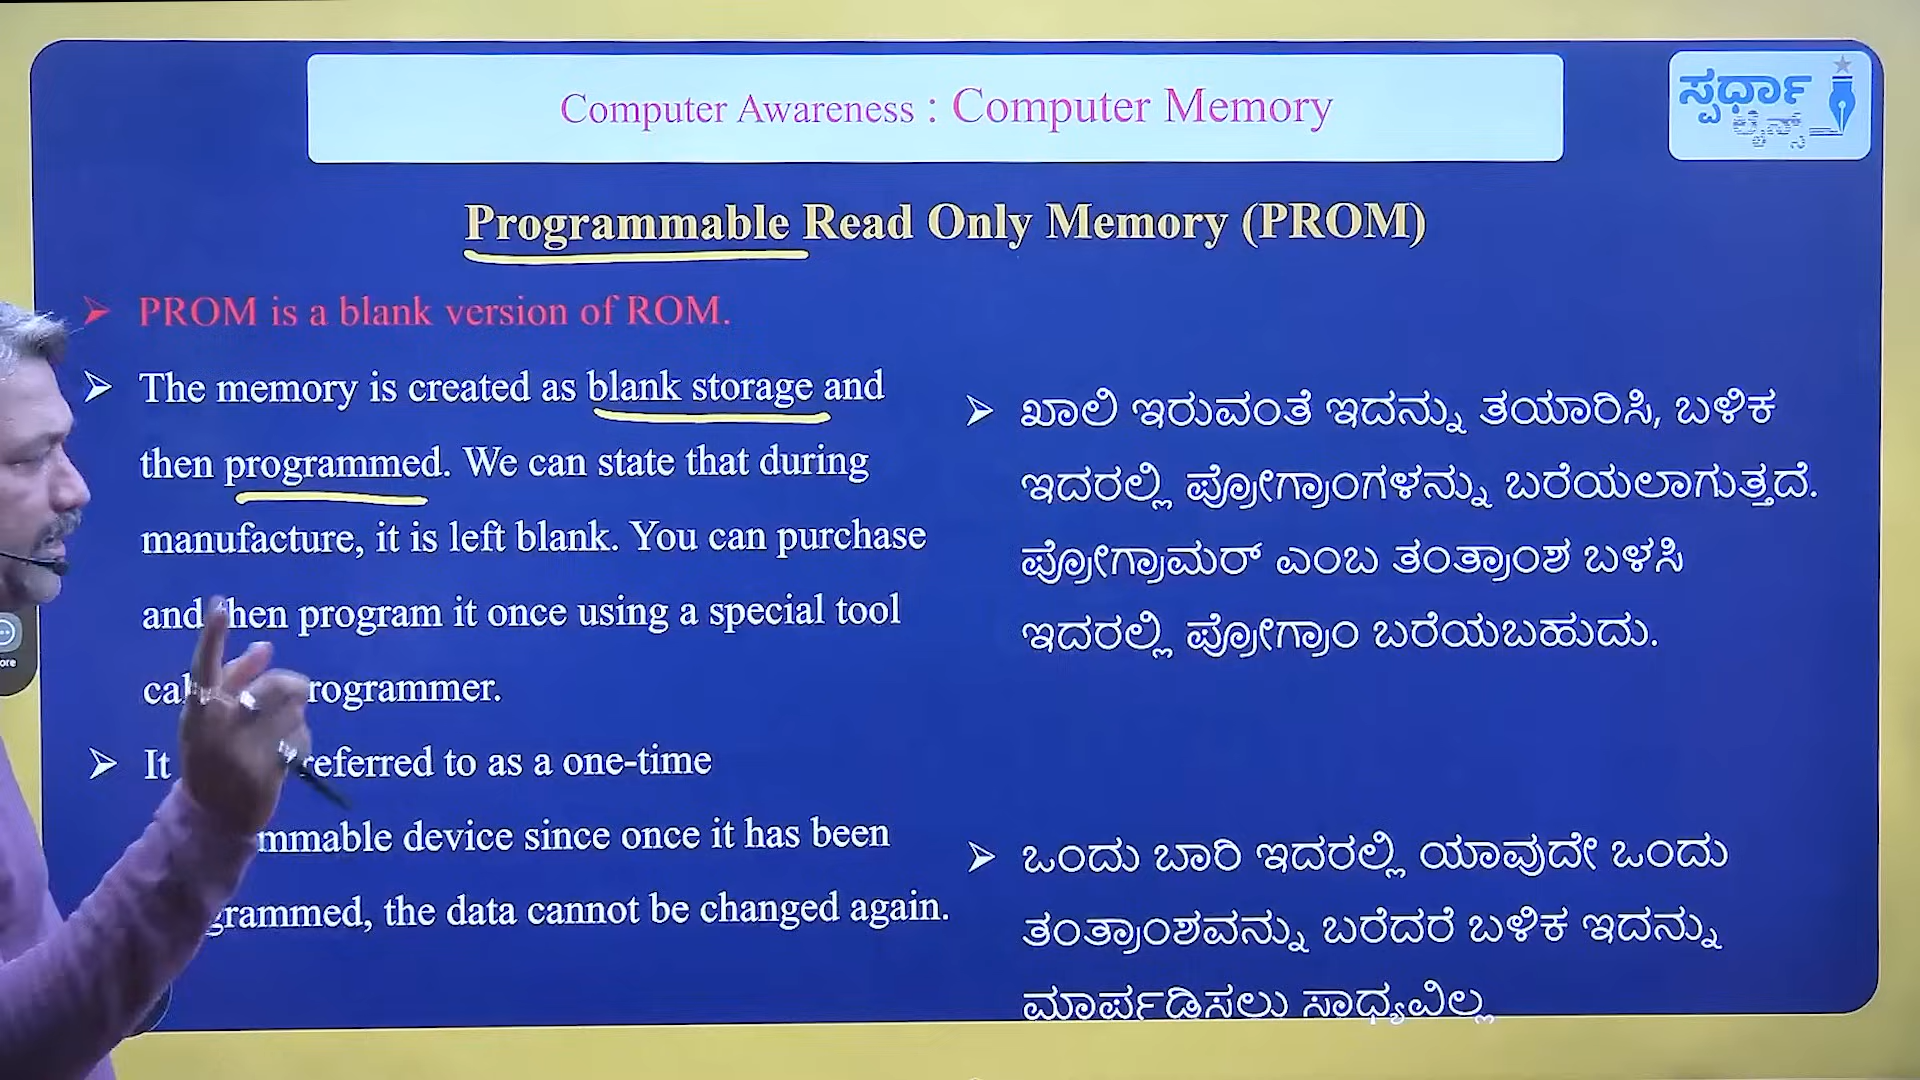 Computer Awareness : Computer Memory
ಸ್ಪರ್ಧಾ
Programmable Read Only Memory (PROM)
PROM is a blank version of ROM.
The memory is created as blank storage and
then programmed. We can state that during
manufacture, it is left blank. You can purchase
and then program it once using a special tool
rogrammer.
It referred to as a one-time
mmable device since once it has been
grammed, the data cannot be changed again.
ಖಾಲಿ ಇರುವಂತೆ ಇದನ್ನು ತಯಾರಿಸಿ, ಬಳಿಕ
ಇದರಲ್ಲಿ ಪ್ರೋಗ್ರಾಂಗಳನ್ನು ಬರೆಯಲಾಗುತ್ತದೆ.
ಪ್ರೋಗ್ರಾಮರ್ ಎಂಬ ತಂತ್ರಾಂಶ ಬಳಸಿ
ಇದರಲ್ಲಿ ಪ್ರೋಗ್ರಾಂ ಬರೆಯಬಹುದು.
ಒಂದು ಬಾರಿ ಇದರಲ್ಲಿ ಯಾವುದೇ ಒಂದು
ತಂತ್ರಾಂಶವನ್ನು ಬರೆದರೆ ಬಳಿಕ ಇದನ್ನು
ಮಾರ್ಪಡಿಸಲು ಸಾಧ್ಯವಿಲ್ಲ